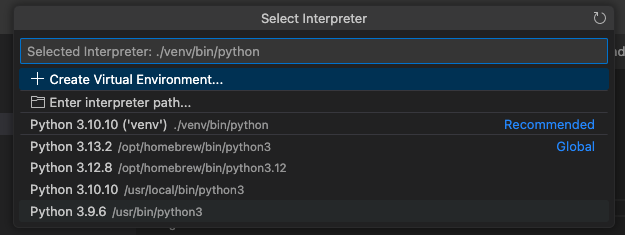 Select Interpreter
Selected Interpreter: ./venv/bin/python
+ Create Virtual Environment...
Enter interpreter path...
Python 3.10.10 ('venv') ./venv/bin/python Recommended
Python 3.13.2 /opt/homebrew/bin/python3 Global
Python 3.12.8 /opt/homebrew/bin/python3.12
Python 3.10.10 /usr/local/bin/python3
Python 3.9.6 /usr/bin/python3